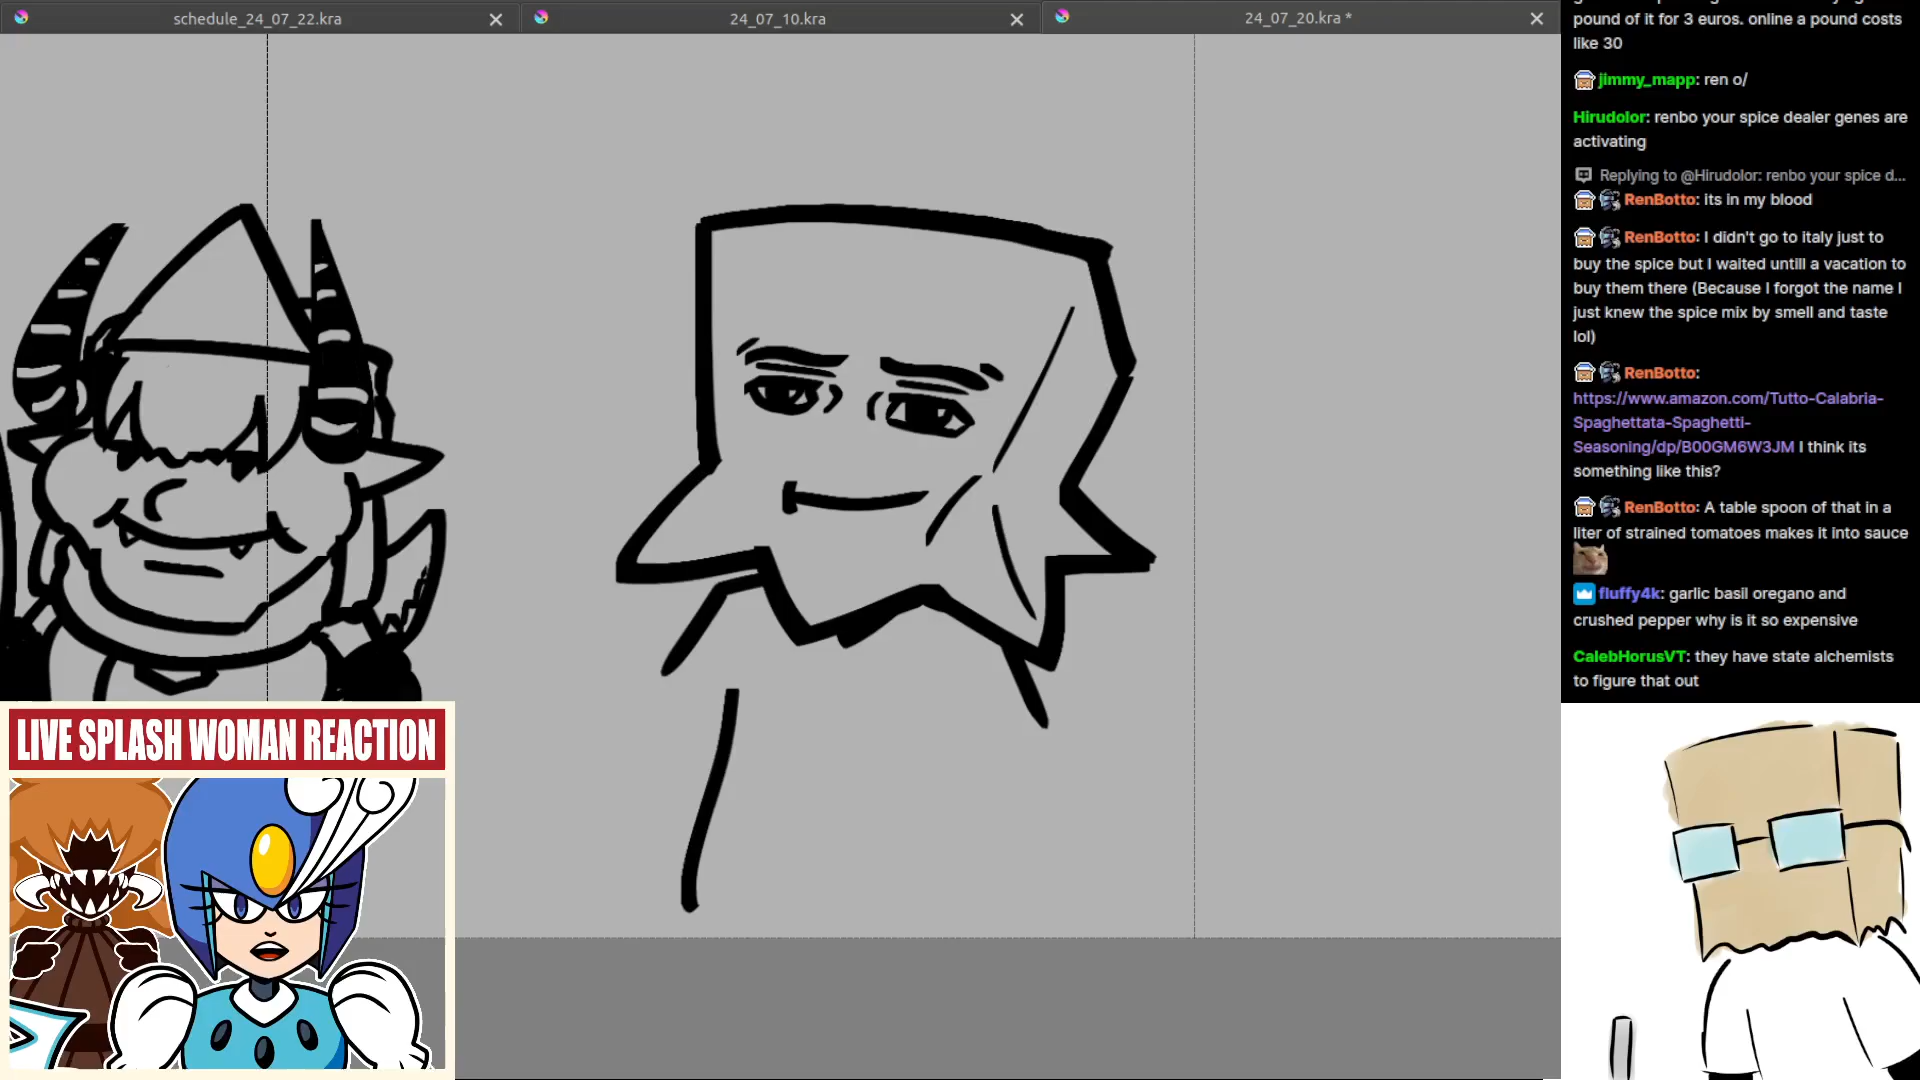 schedule_24_07_22.kra
24_07_10.kra
24_07_20.kra *
pound of it for 3 euros. online a pound costs
like 30
jimmy_mapp: ren o/
Hirudolor: renbo your spice dealer genes are
activating
Replying to @Hirudolor: renbo your spice d...
RenBotto: its in my blood
RenBotto: I didn't go to italy just to
buy the spice but I waited untill a vacation to
buy them there (Because I forgot the name I
just knew the spice mix by smell and taste
lol)
RenBotto:
https://www.amazon.com/Tutto-Calabria-
Spaghettata-Spaghetti-
Seasoning/dp/B00GM6W3JM I think its
something like this?
RenBotto: A table spoon of that in a
liter of strained tomatoes makes it into sauce
fluffy4k: garlic basil oregano and
crushed pepper why is it so expensive
CalebHorusVT: they have state alchemists
to figure that out
LIVE SPLASH WOMAN REACTION